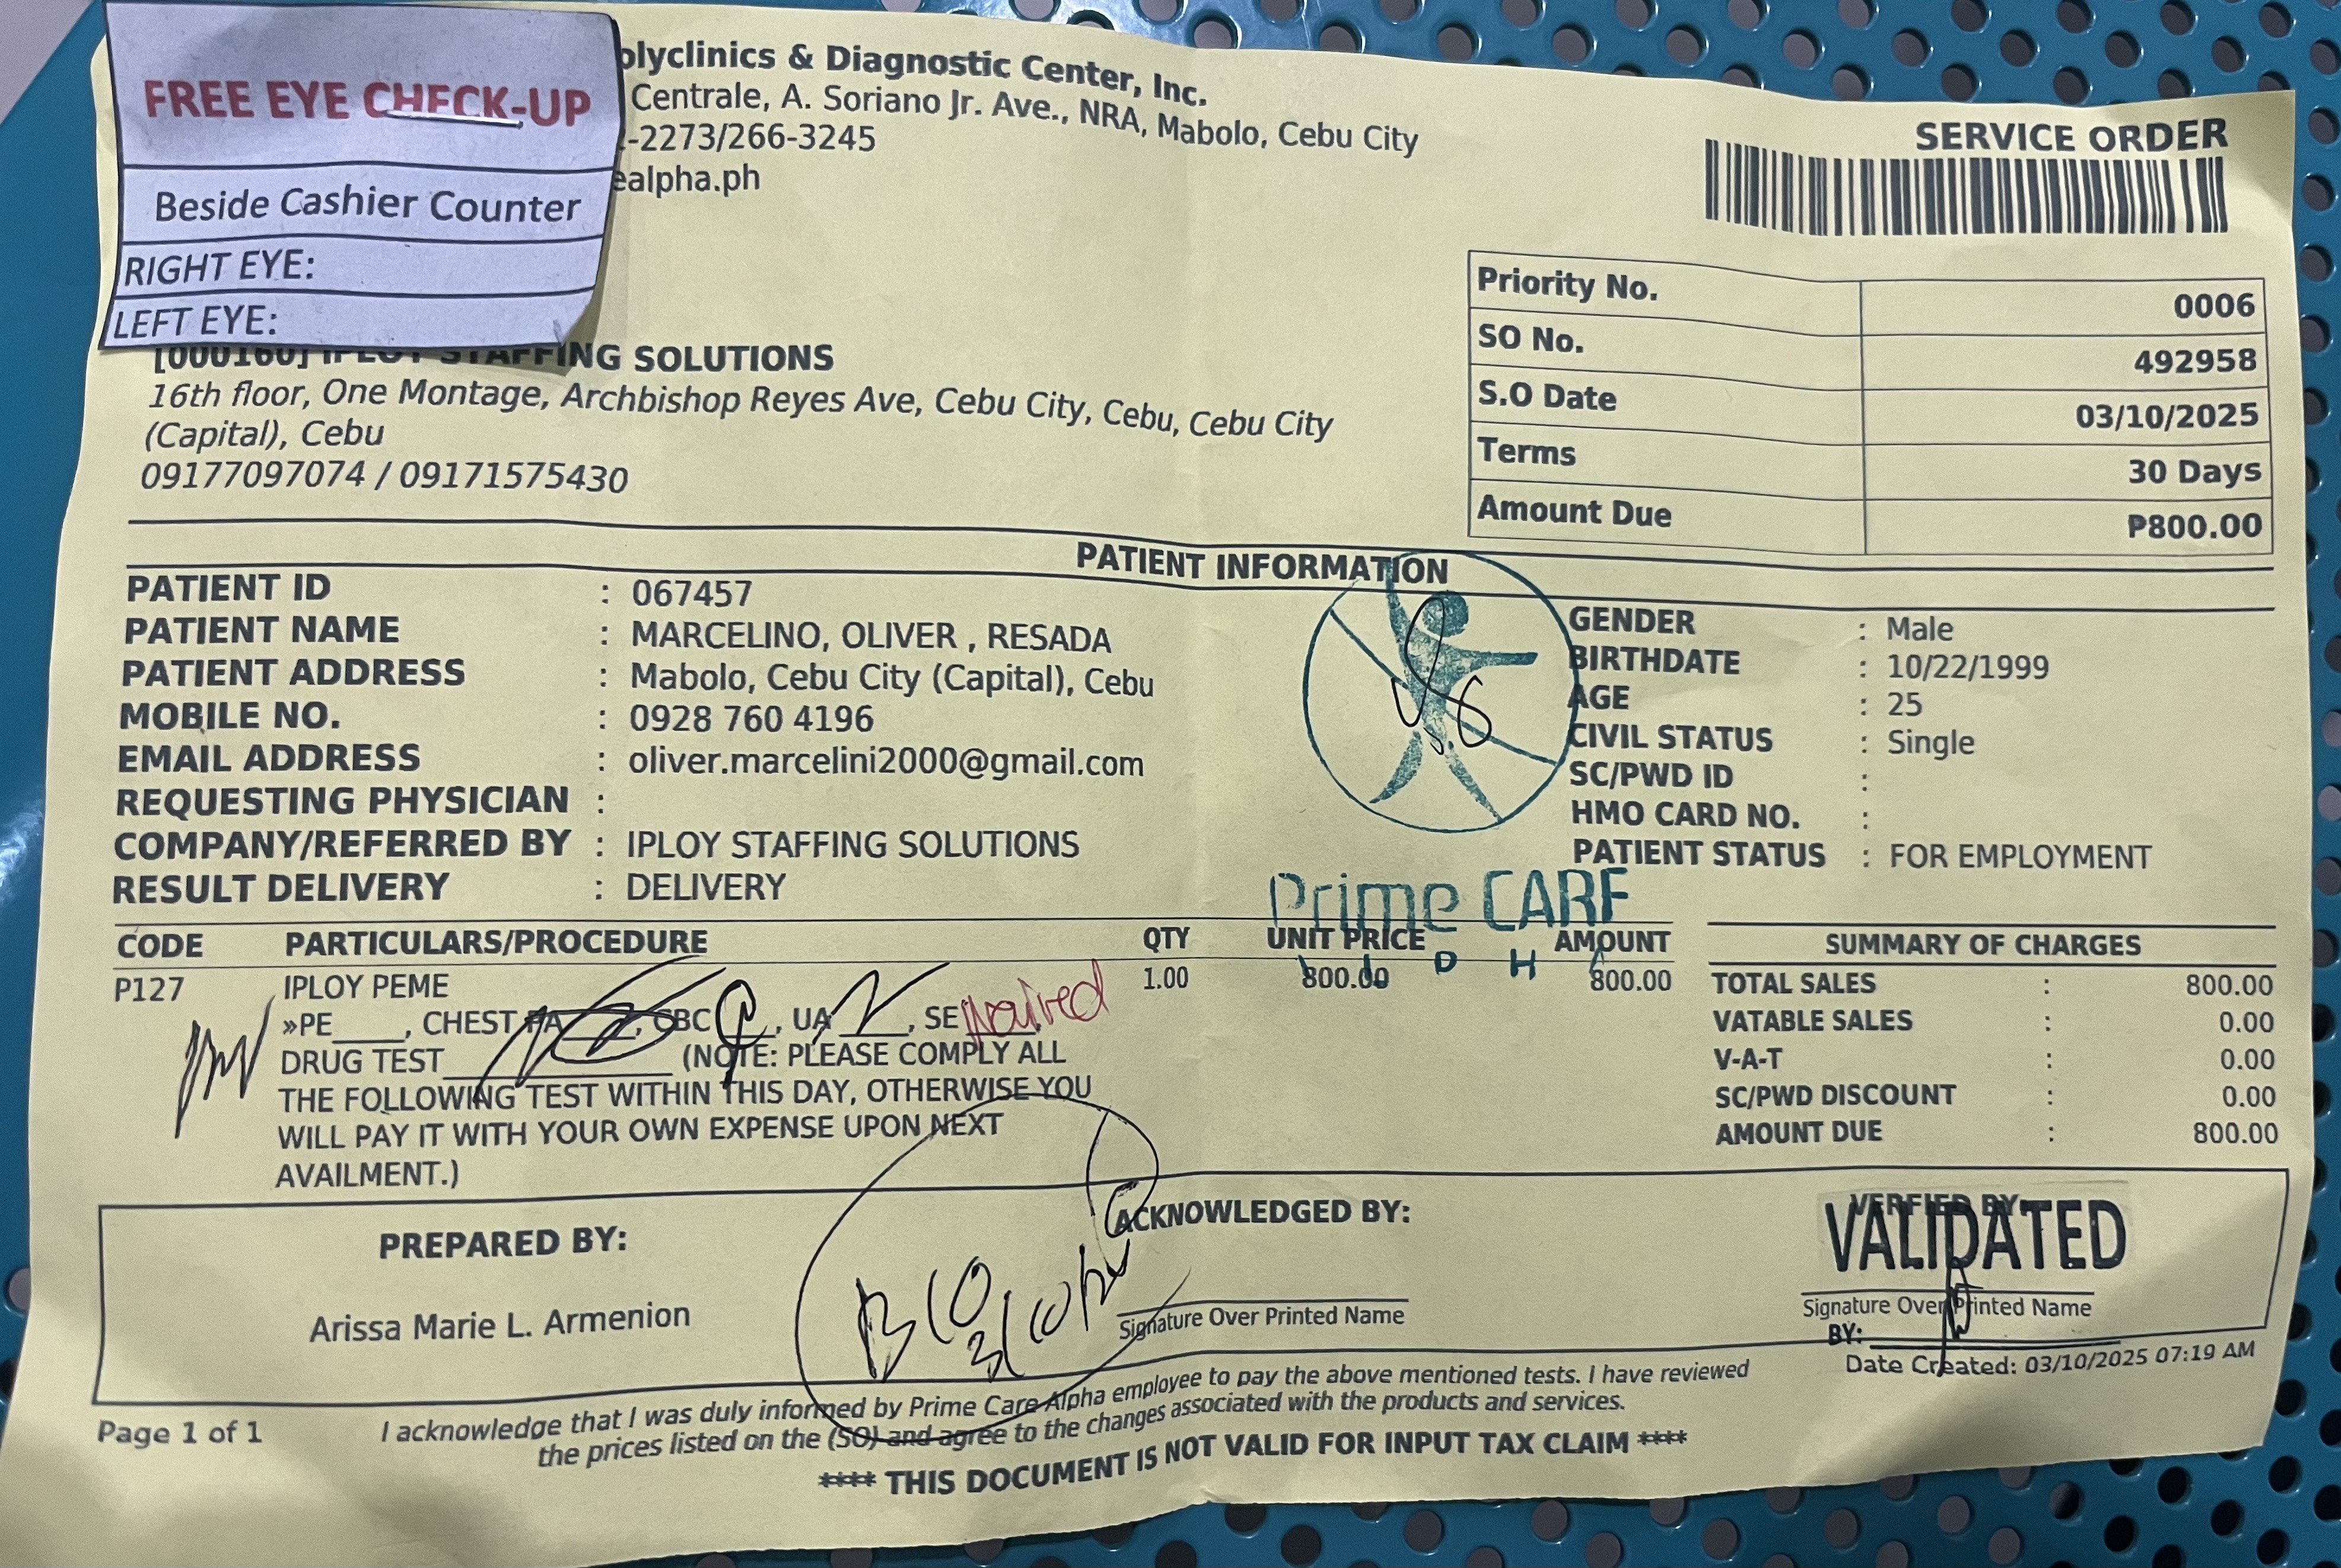 FREE EYE CHECK-UP
Beside Cashier Counter
RIGHT EYE:
LEFT EYE:
olyclinics & Diagnostic Center, Inc.
Centrale, A. Soriano Jr. Ave., NRA, Mabolo, Cebu City
-2273/266-3245
ealpha.ph
SERVICE ORDER
Priority No. 0006
SO No. 492958
S.O Date 03/10/2025
Terms 30 Days
Amount Due ₱800.00
[000160] IPLOY STAFFING SOLUTIONS
16th floor, One Montage, Archbishop Reyes Ave, Cebu City, Cebu, Cebu City
(Capital), Cebu
09177097074 / 09171575430
PATIENT INFORMATION
PATIENT ID : 067457
PATIENT NAME : MARCELINO, OLIVER , RESADA
PATIENT ADDRESS : Mabolo, Cebu City (Capital), Cebu
MOBILE NO. : 0928 760 4196
EMAIL ADDRESS : oliver.marcelini2000@gmail.com
REQUESTING PHYSICIAN :
COMPANY/REFERRED BY : IPLOY STAFFING SOLUTIONS
RESULT DELIVERY : DELIVERY
GENDER : Male
BIRTHDATE : 10/22/1999
AGE : 25
CIVIL STATUS : Single
SC/PWD ID :
HMO CARD NO. :
PATIENT STATUS : FOR EMPLOYMENT
Prime CARE
CODE PARTICULARS/PROCEDURE QTY UNIT PRICE AMOUNT
P127 IPLOY PEME 1.00 800.00 800.00
»PE____, CHEST PA____, CBC____, UA____, SE____, waived
DRUG TEST____________ (NOTE: PLEASE COMPLY ALL
THE FOLLOWING TEST WITHIN THIS DAY, OTHERWISE YOU
WILL PAY IT WITH YOUR OWN EXPENSE UPON NEXT
AVAILMENT.)
SUMMARY OF CHARGES
TOTAL SALES : 800.00
VATABLE SALES : 0.00
V-A-T : 0.00
SC/PWD DISCOUNT : 0.00
AMOUNT DUE : 800.00
PREPARED BY:
Arissa Marie L. Armenion
ACKNOWLEDGED BY:
Signature Over Printed Name
VERFIED BY:
VALIDATED
Signature Over Printed Name
BY:
Date Created: 03/10/2025 07:19 AM
Page 1 of 1
I acknowledge that I was duly informed by Prime Care Alpha employee to pay the above mentioned tests. I have reviewed
the prices listed on the (SO) and agree to the changes associated with the products and services.
**** THIS DOCUMENT IS NOT VALID FOR INPUT TAX CLAIM ****